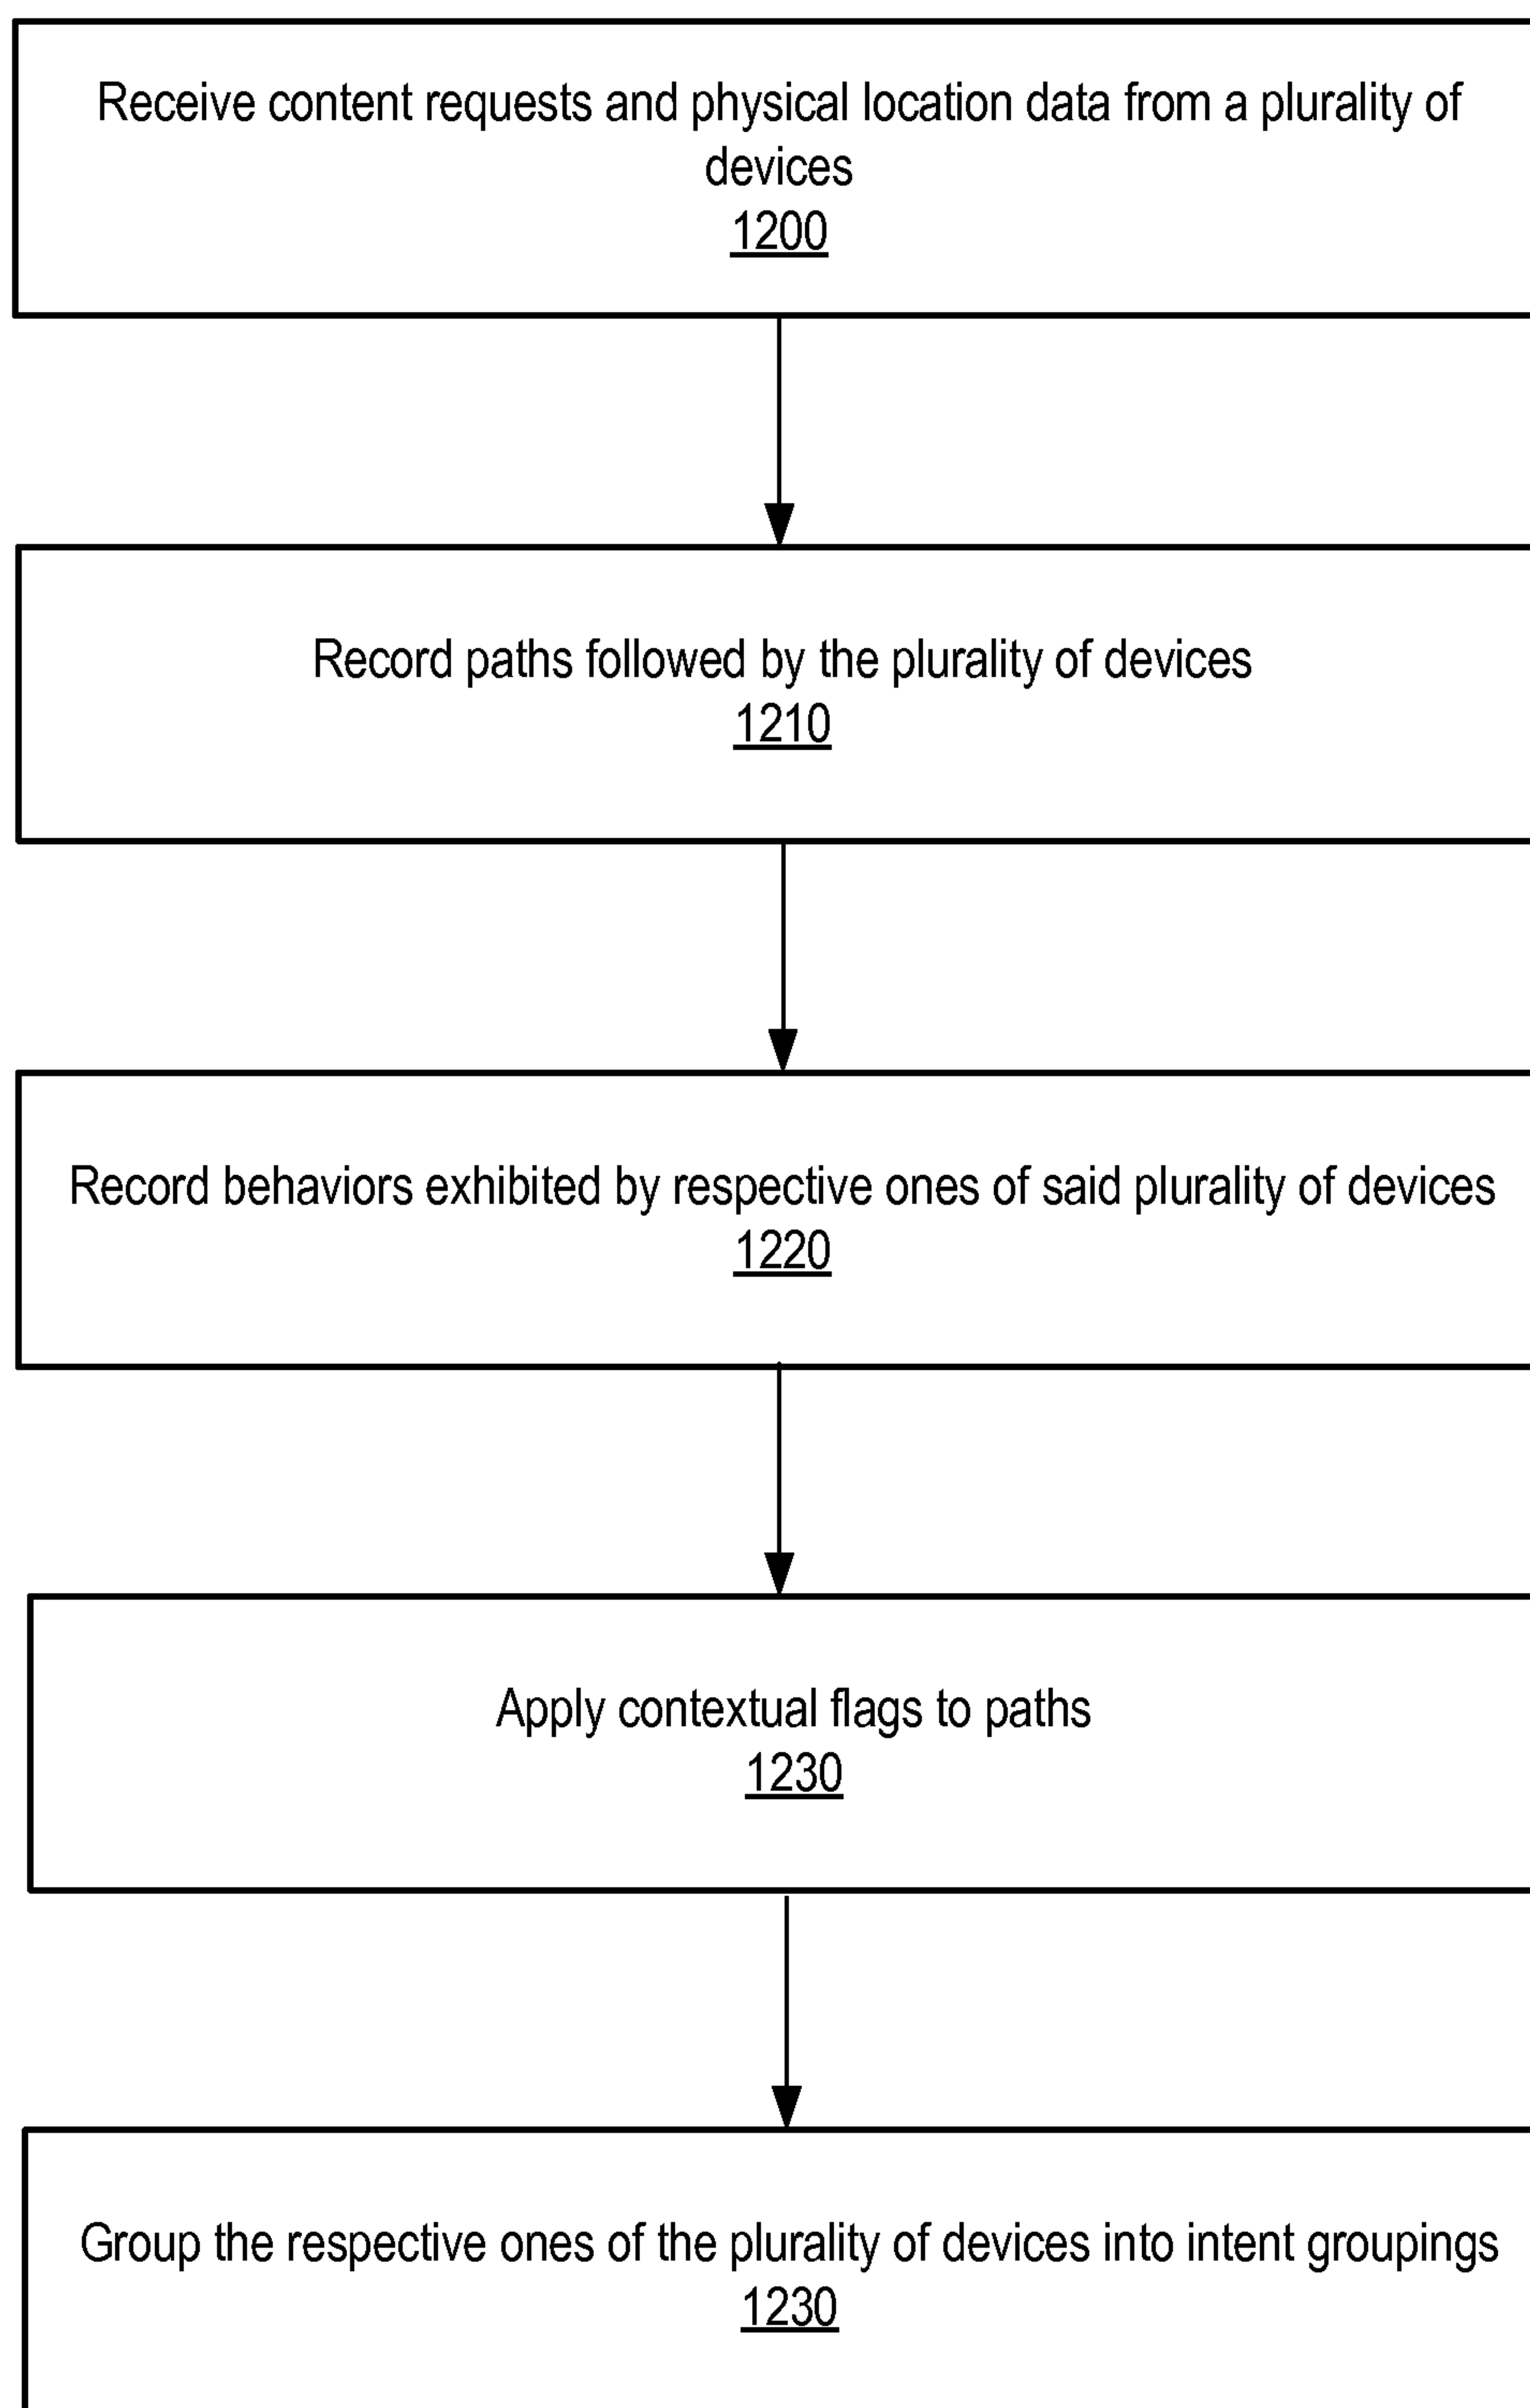 Receive content requests and physical location data from a plurality of
devices
1200
Record paths followed by the plurality of devices
1210
Record behaviors exhibited by respective ones of said plurality of devices
1220
Apply contextual flags to paths
1230
Group the respective ones of the plurality of devices into intent groupings
1230